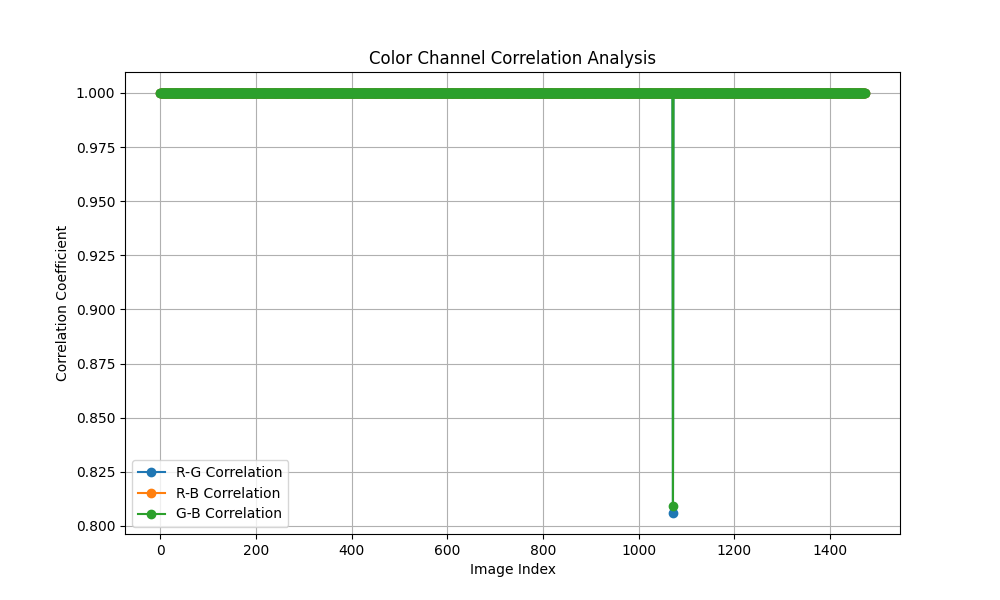 Color Channel Correlation Analysis
Correlation Coefficient
1.000
0.975
0.950
0.925
0.900
0.875
0.850
0.825
0.800
R-G Correlation
R-B Correlation
G-B Correlation
0 200 400 600 800 1000 1200 1400
Image Index